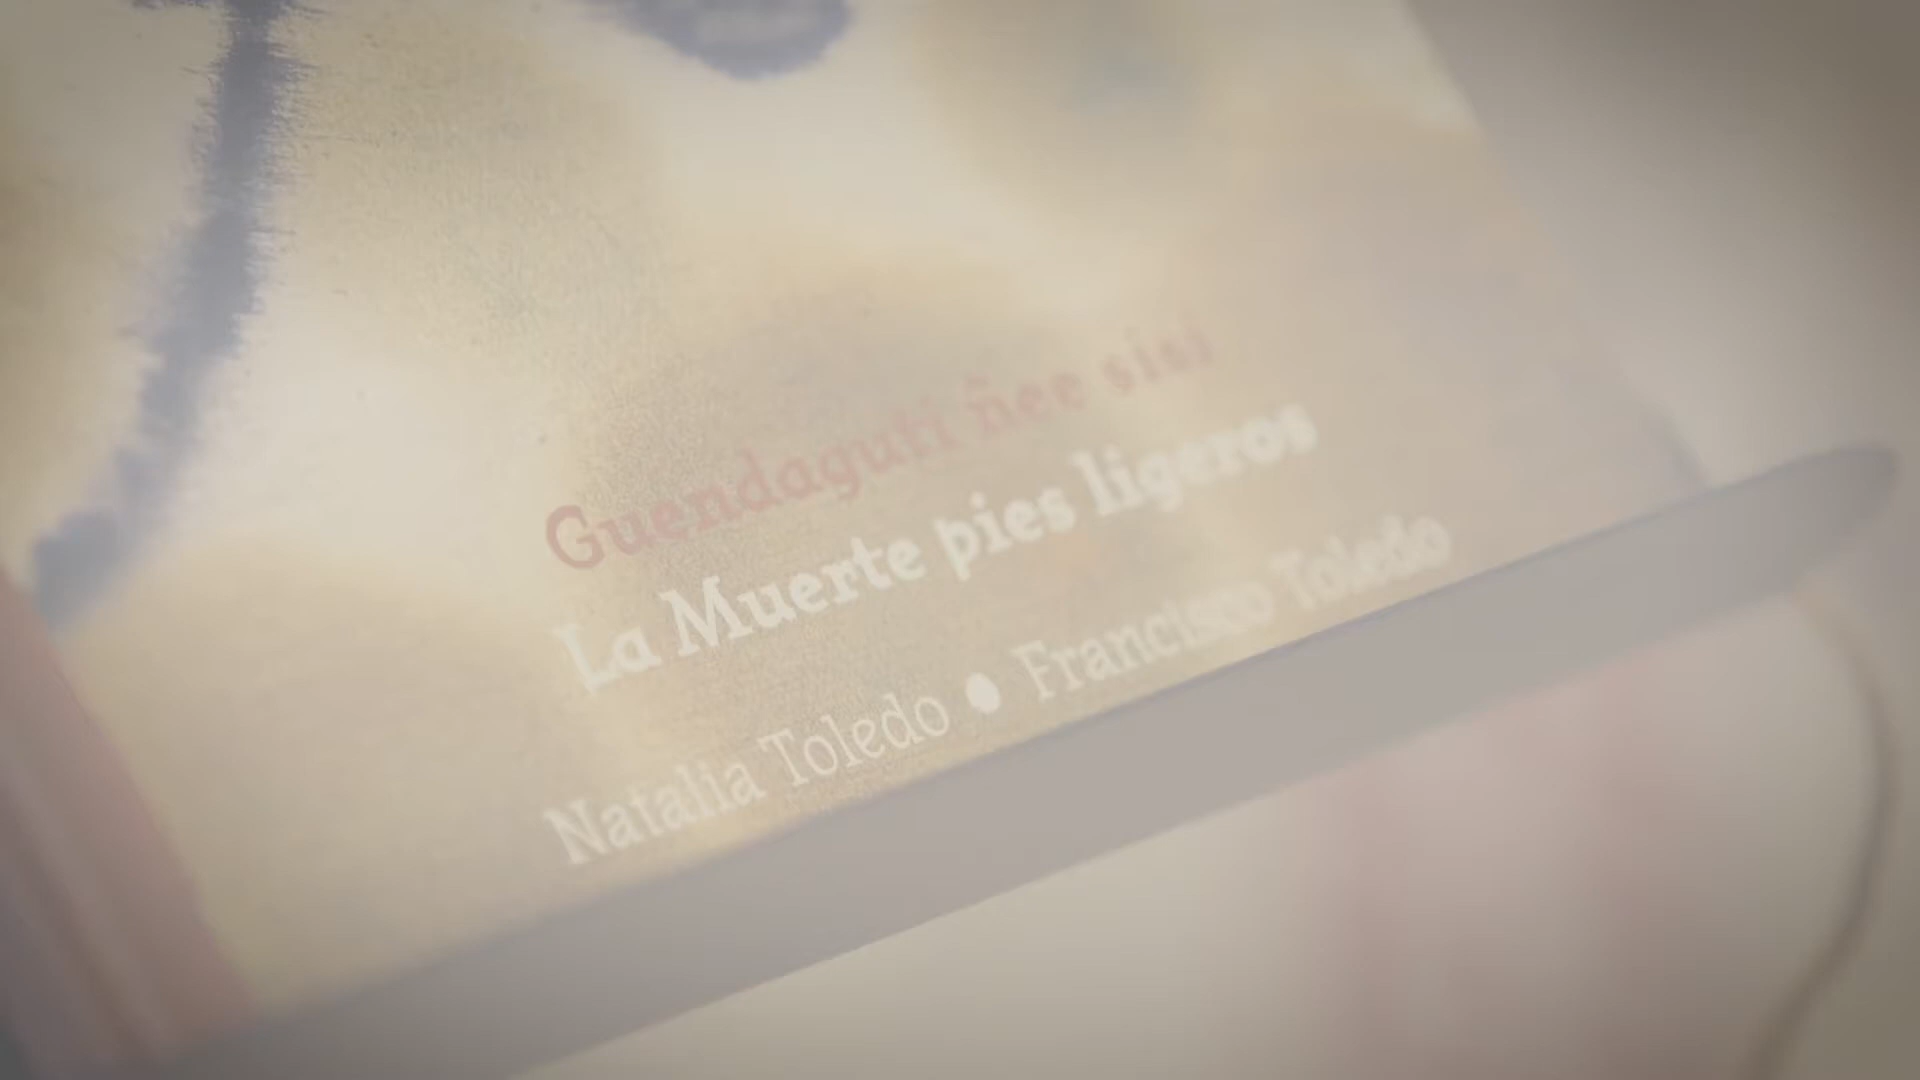 Guendaguti ñee sisi
La Muerte pies ligeros
Natalia Toledo ● Francisco Toledo